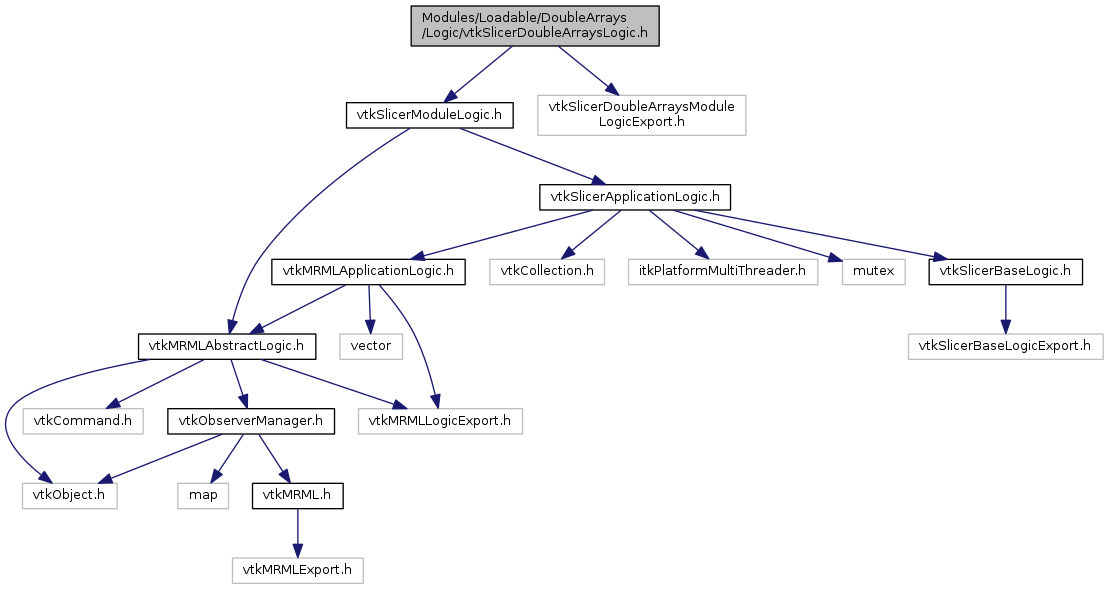 Modules/Loadable/DoubleArrays
/Logic/vtkSlicerDoubleArraysLogic.h
vtkSlicerModuleLogic.h
vtkSlicerDoubleArraysModule
LogicExport.h
vtkSlicerApplicationLogic.h
vtkMRMLApplicationLogic.h
vtkCollection.h
itkPlatformMultiThreader.h
mutex
vtkSlicerBaseLogic.h
vtkMRMLAbstractLogic.h
vector
vtkSlicerBaseLogicExport.h
vtkCommand.h
vtkObserverManager.h
vtkMRMLLogicExport.h
vtkObject.h
map
vtkMRML.h
vtkMRMLExport.h